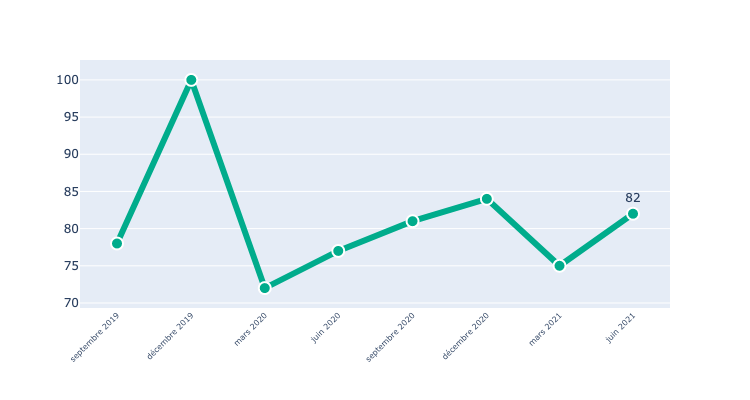 100
95
90
85
80
75
70
82
septembre 2019
décembre 2019
mars 2020
juin 2020
septembre 2020
décembre 2020
mars 2021
juin 2021